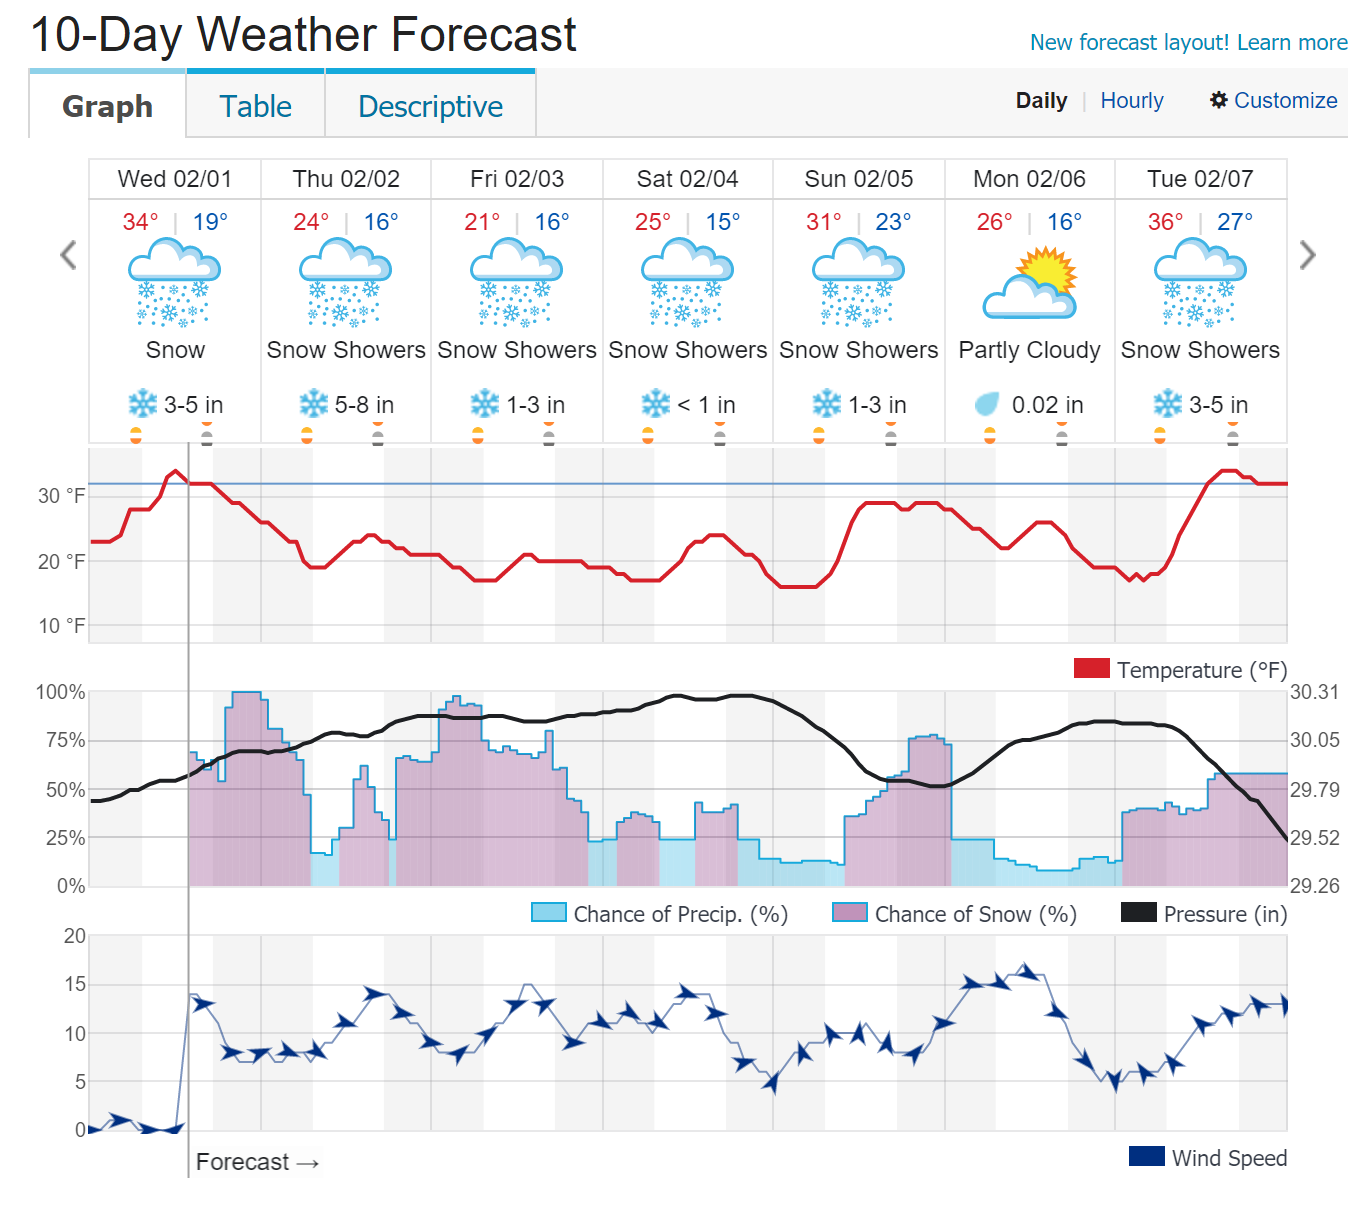 10-Day Weather Forecast
New forecast layout! Learn more
Graph Table Descriptive Daily | Hourly Customize
Wed 02/01 Thu 02/02 Fri 02/03 Sat 02/04 Sun 02/05 Mon 02/06 Tue 02/07
34° | 19° 24° | 16° 21° | 16° 25° | 15° 31° | 23° 26° | 16° 36° | 27°
Snow Snow Showers Snow Showers Snow Showers Snow Showers Partly Cloudy Snow Showers
3-5 in 5-8 in 1-3 in < 1 in 1-3 in 0.02 in 3-5 in
30 °F
20 °F
10 °F
Temperature (°F)
100% 30.31
75% 30.05
50% 29.79
25% 29.52
0% 29.26
Chance of Precip. (%) Chance of Snow (%) Pressure (in)
20
15
10
5
0
Forecast →
Wind Speed